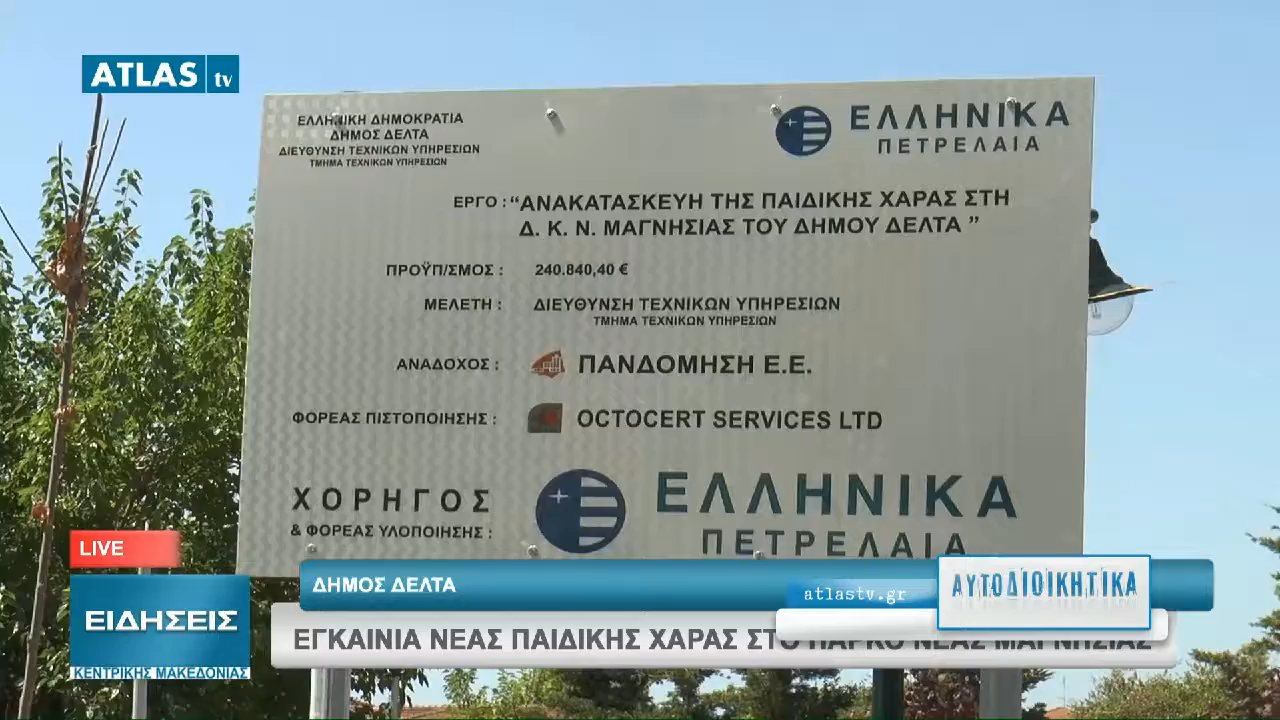 ATLAS tv
ΕΛΛΗΝΙΚΗ ΔΗΜΟΚΡΑΤΙΑ
ΔΗΜΟΣ ΔΕΛΤΑ
ΔΙΕΥΘΥΝΣΗ ΤΕΧΝΙΚΩΝ ΥΠΗΡΕΣΙΩΝ
ΤΜΗΜΑ ΤΕΧΝΙΚΩΝ ΥΠΗΡΕΣΙΩΝ
ΕΛΛΗΝΙΚΑ
ΠΕΤΡΕΛΑΙΑ
ΕΡΓΟ : “ΑΝΑΚΑΤΑΣΚΕΥΗ ΤΗΣ ΠΑΙΔΙΚΗΣ ΧΑΡΑΣ ΣΤΗ
Δ. Κ. Ν. ΜΑΓΝΗΣΙΑΣ ΤΟΥ ΔΗΜΟΥ ΔΕΛΤΑ ”
ΠΡΟΫΠ/ΣΜΟΣ : 240.840,40 €
ΜΕΛΕΤΗ : ΔΙΕΥΘΥΝΣΗ ΤΕΧΝΙΚΩΝ ΥΠΗΡΕΣΙΩΝ
ΤΜΗΜΑ ΤΕΧΝΙΚΩΝ ΥΠΗΡΕΣΙΩΝ
ΑΝΑΔΟΧΟΣ : ΠΑΝΔΟΜΗΣΗ Ε.Ε.
ΦΟΡΕΑΣ ΠΙΣΤΟΠΟΙΗΣΗΣ : OCTOCERT SERVICES LTD
ΧΟΡΗΓΟΣ
& ΦΟΡΕΑΣ ΥΛΟΠΟΙΗΣΗΣ :
ΕΛΛΗΝΙΚΑ
ΠΕΤΡΕΛΑΙΑ
LIVE
ΕΙΔΗΣΕΙΣ
ΚΕΝΤΡΙΚΗΣ ΜΑΚΕΔΟΝΙΑΣ
ΔΗΜΟΣ ΔΕΛΤΑ
atlastv.gr
ΑΥΤΟΔΙΟΙΚΗΤΙΚΑ
ΕΓΚΑΙΝΙΑ ΝΕΑΣ ΠΑΙΔΙΚΗΣ ΧΑΡΑΣ ΣΤΟ ΠΑΡΚΟ ΝΕΑΣ ΜΑΓΝΗΣΙΑΣ